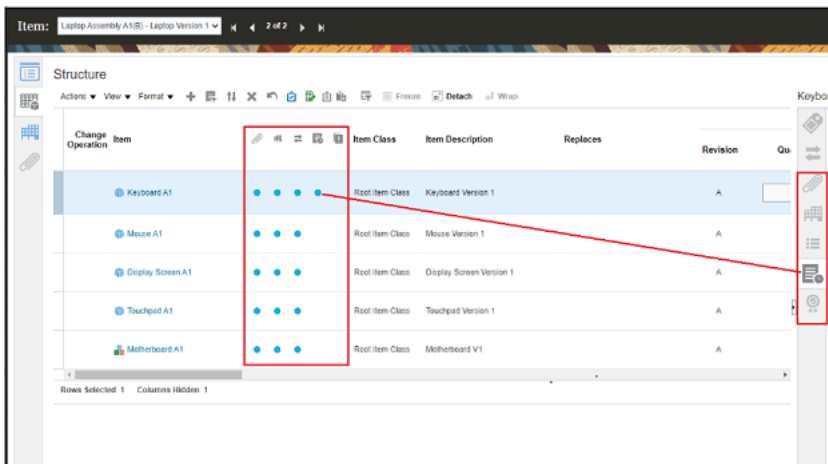 Item: Laptop Assembly A1(B) - Laptop Version 1 2 of 2
Structure
Actions View Format Freeze Detach Wrap
Keybo
Change Operation Item Item Class Item Description Replaces Revision Qu
Keyboard A1 Root Item Class Keyboard Version 1 A
Mouse A1 Root Item Class Mouse Version 1 A
Display Screen A1 Root Item Class Display Screen Version 1 A
Touchpad A1 Root Item Class Touchpad Version 1 A
Motherboard A1 Root Item Class Motherboard V1 A
Rows Selected 1 Columns Hidden 1